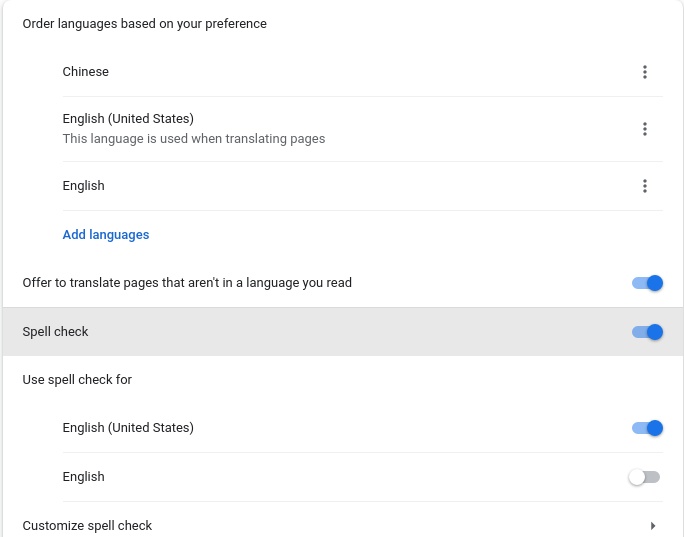 Order languages based on your preference
Chinese
English (United States)
This language is used when translating pages
English
Add languages
Offer to translate pages that aren't in a language you read
Spell check
Use spell check for
English (United States)
English
Customize spell check